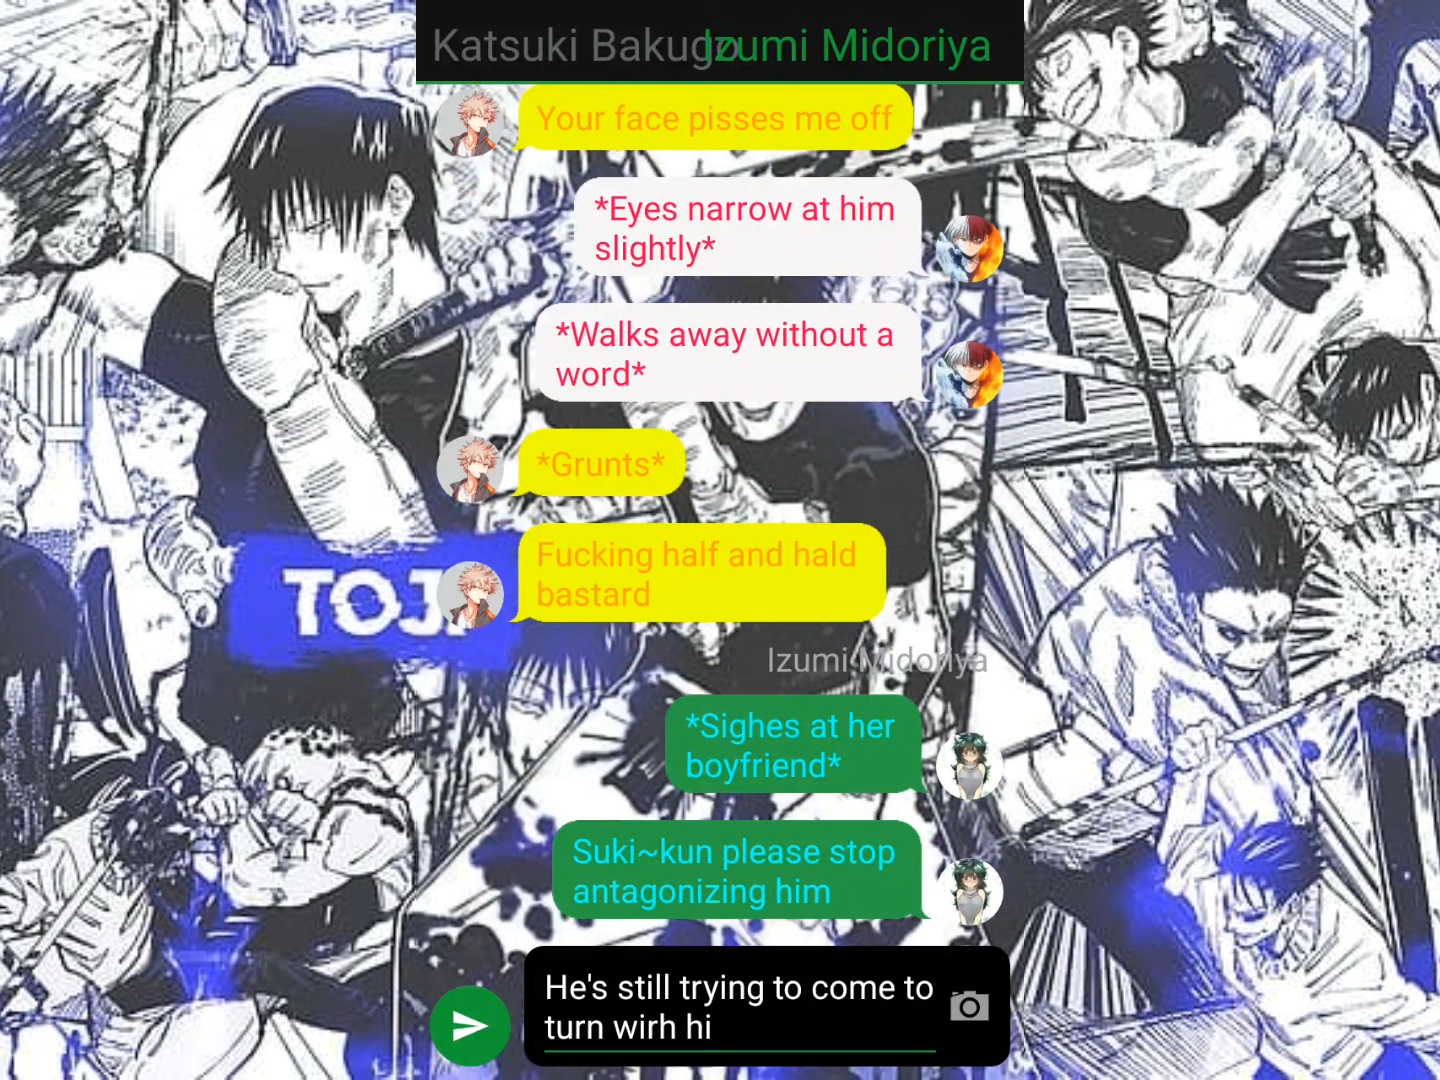 Katsuki Bakugo Izumi Midoriya
Your face pisses me off
*Eyes narrow at him
slightly*
*Walks away without a
word*
*Grunts*
Fucking half and hald
bastard
TOJI
Izumi Midoriya
*Sighes at her
boyfriend*
Suki~kun please stop
antagonizing him
He's still trying to come to
turn wirh hi